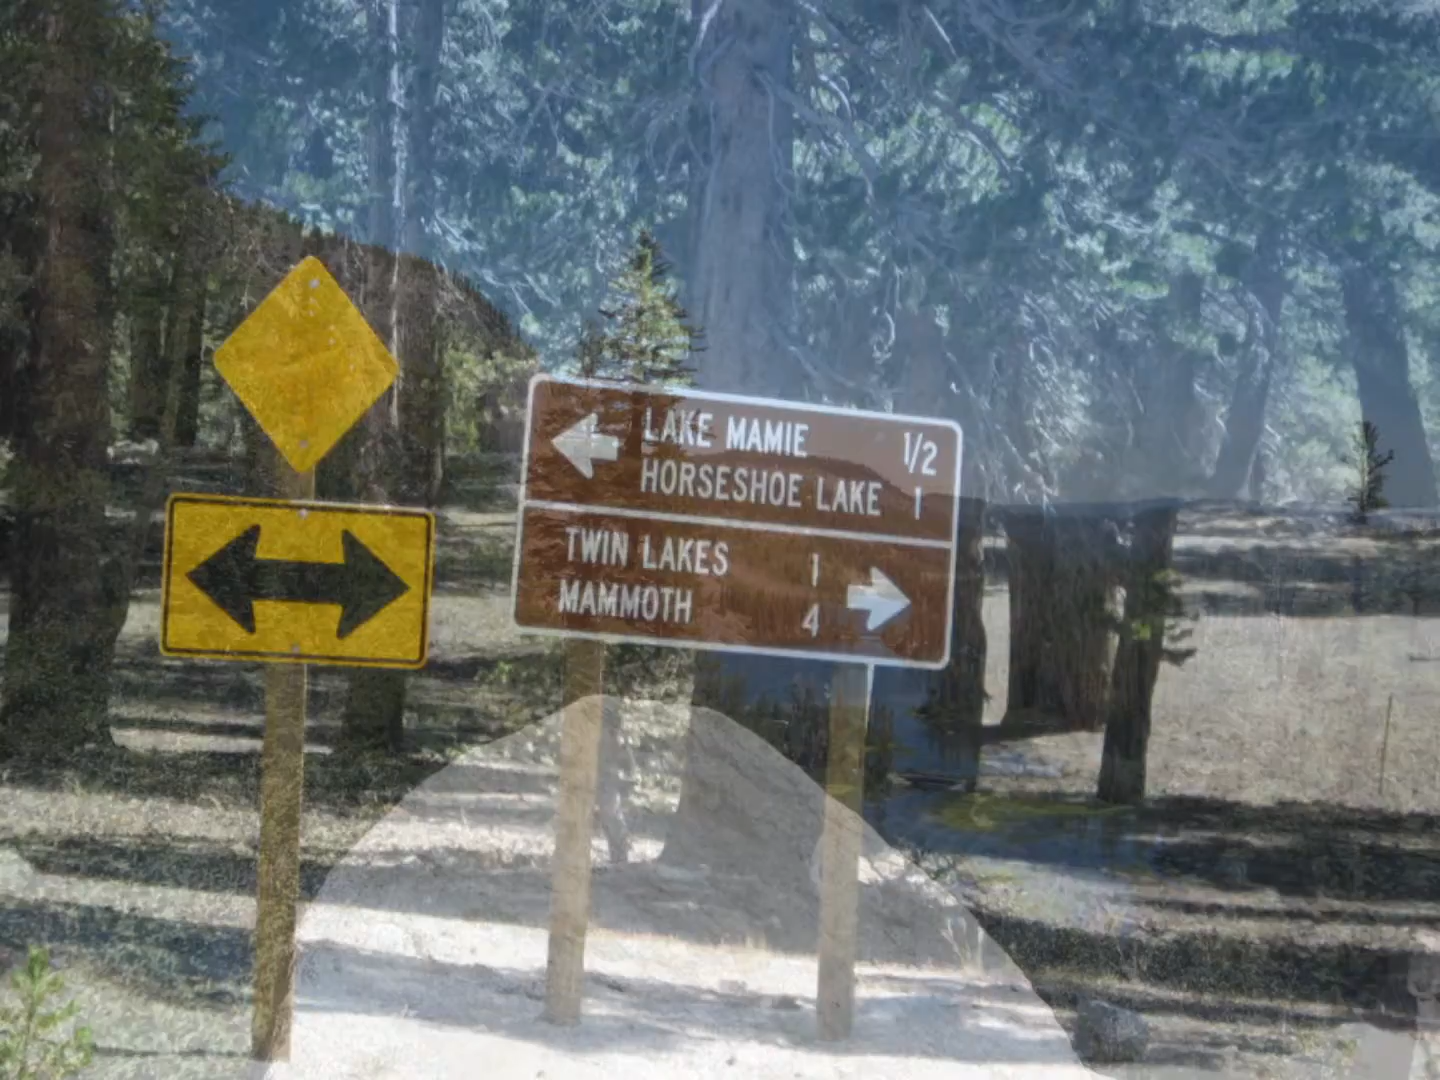 LAKE MAMIE 1/2
HORSESHOE LAKE 1
TWIN LAKES 1
MAMMOTH 4